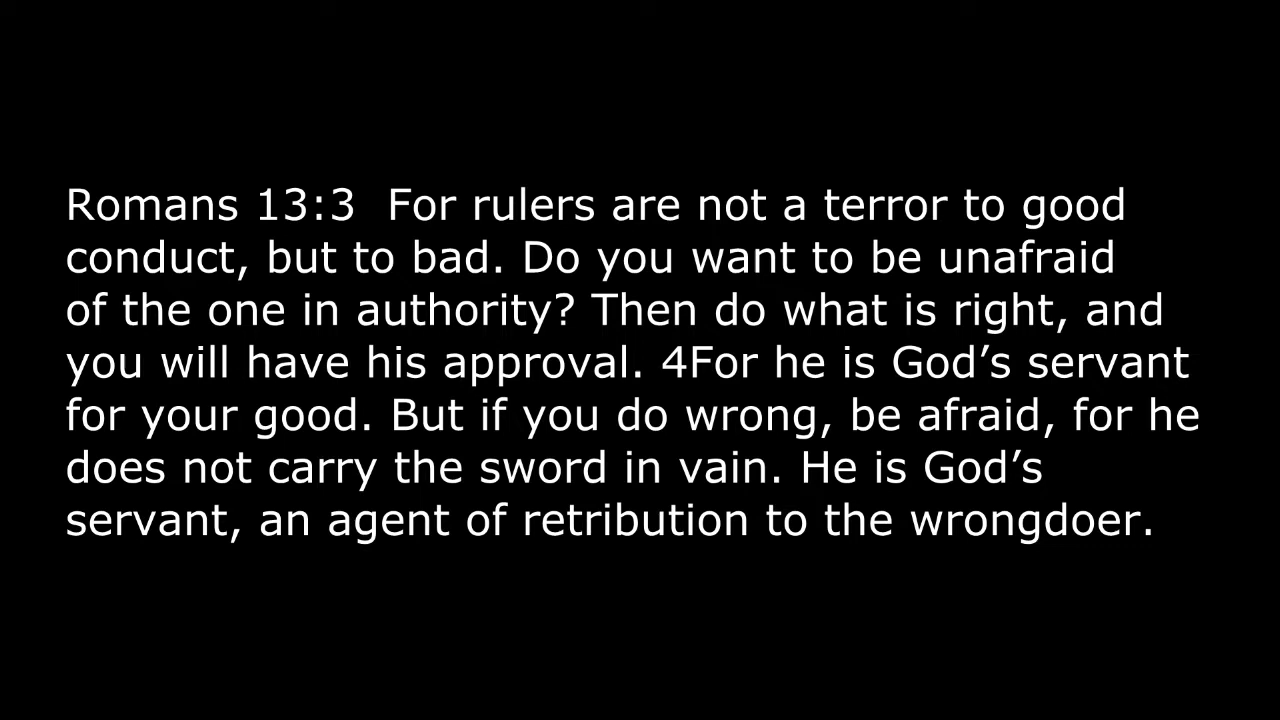 Romans 13:3  For rulers are not a terror to good
conduct, but to bad. Do you want to be unafraid
of the one in authority? Then do what is right, and
you will have his approval. 4For he is God’s servant
for your good. But if you do wrong, be afraid, for he
does not carry the sword in vain. He is God’s
servant, an agent of retribution to the wrongdoer.